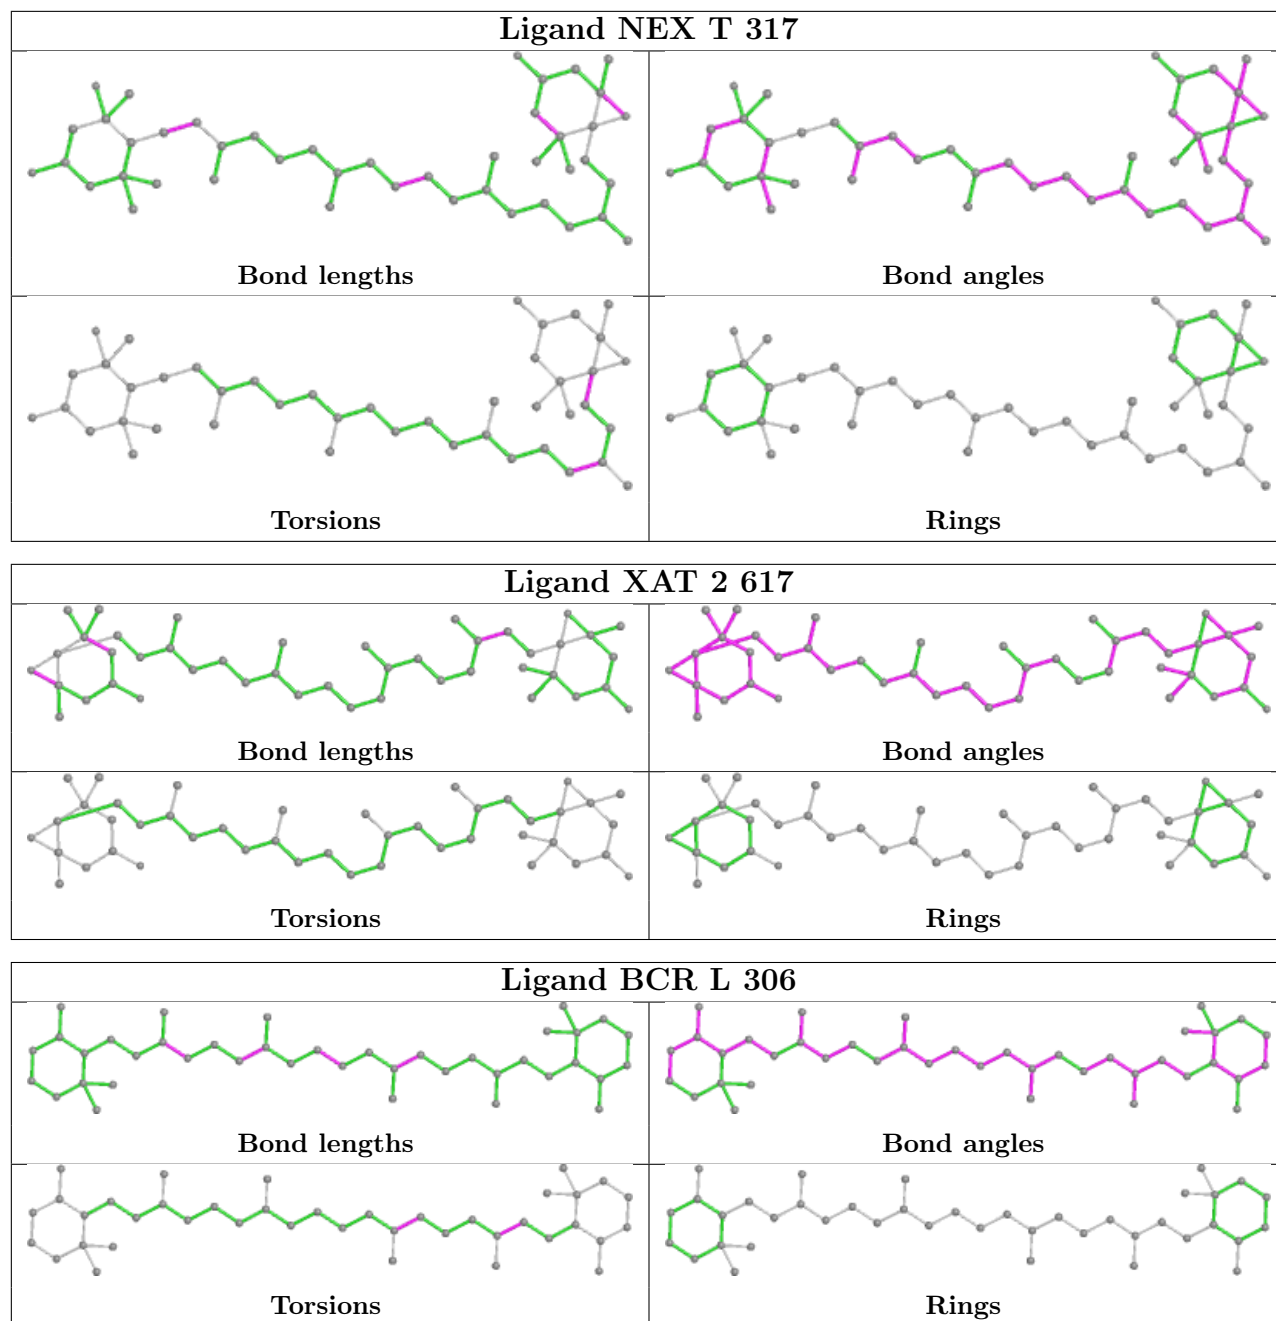 Ligand NEX T 317
Bond lengths
Bond angles
Torsions
Rings
Ligand XAT 2 617
Bond lengths
Bond angles
Torsions
Rings
Ligand BCR L 306
Bond lengths
Bond angles
Torsions
Rings